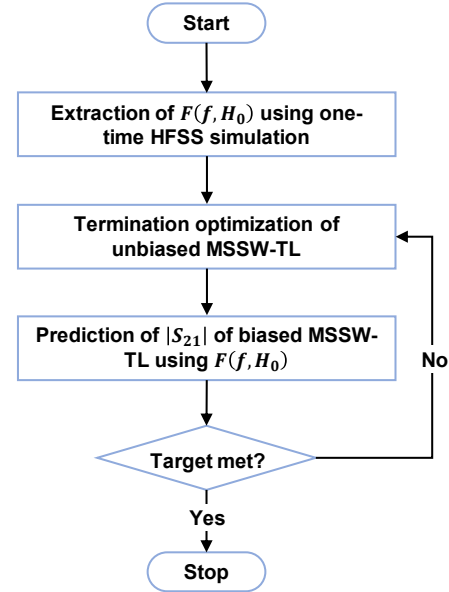 Start
Extraction of F(f, H₀) using one-
time HFSS simulation
Termination optimization of
unbiased MSSW-TL
Prediction of |S₂₁| of biased MSSW-
TL using F(f, H₀)
No
Target met?
Yes
Stop